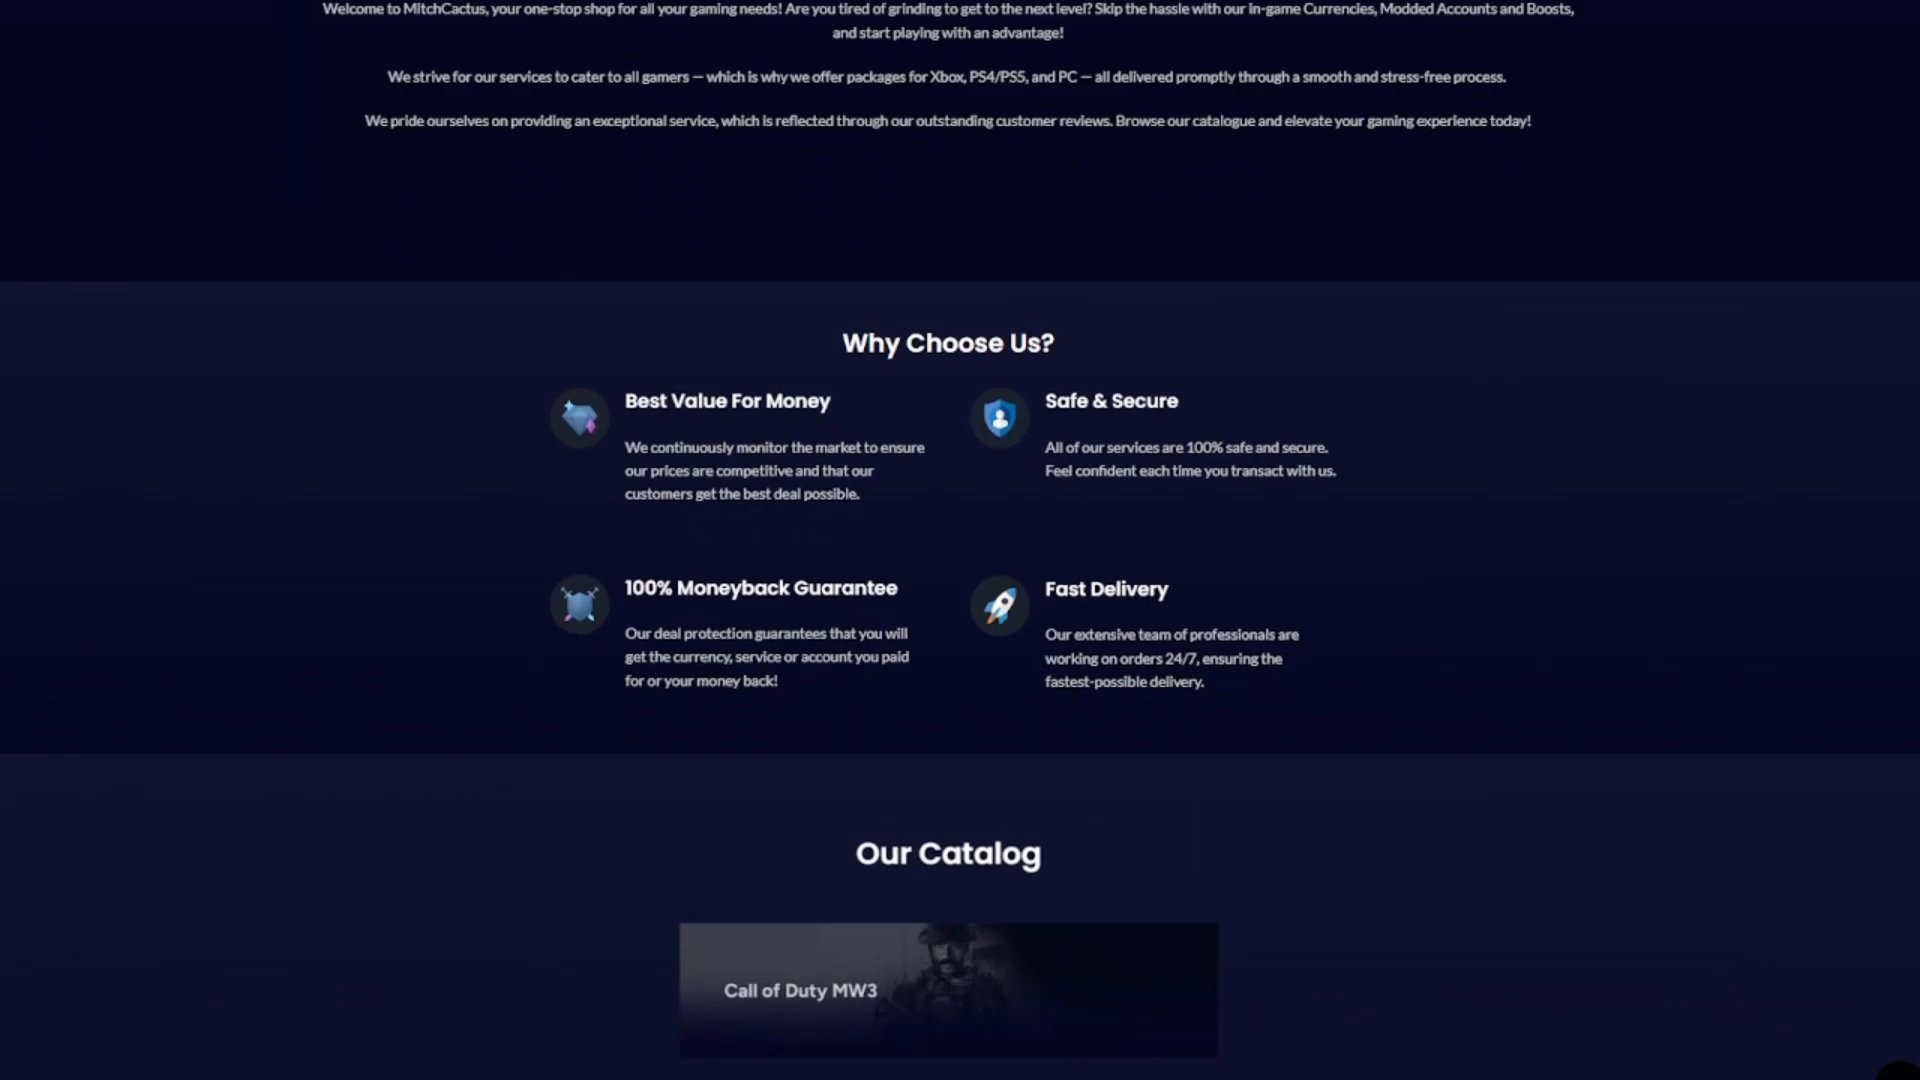 Welcome to MitchCactus, your one-stop shop for all your gaming needs! Are you tired of grinding to get to the next level? Skip the hassle with our in-game Currencies, Modded Accounts and Boosts,
and start playing with an advantage!
We strive for our services to cater to all gamers — which is why we offer packages for Xbox, PS4/PS5, and PC — all delivered promptly through a smooth and stress-free process.
We pride ourselves on providing an exceptional service, which is reflected through our outstanding customer reviews. Browse our catalogue and elevate your gaming experience today!
Why Choose Us?
Best Value For Money
We continuously monitor the market to ensure
our prices are competitive and that our
customers get the best deal possible.
Safe & Secure
All of our services are 100% safe and secure.
Feel confident each time you transact with us.
100% Moneyback Guarantee
Our deal protection guarantees that you will
get the currency, service or account you paid
for or your money back!
Fast Delivery
Our extensive team of professionals are
working on orders 24/7, ensuring the
fastest-possible delivery.
Our Catalog
Call of Duty MW3